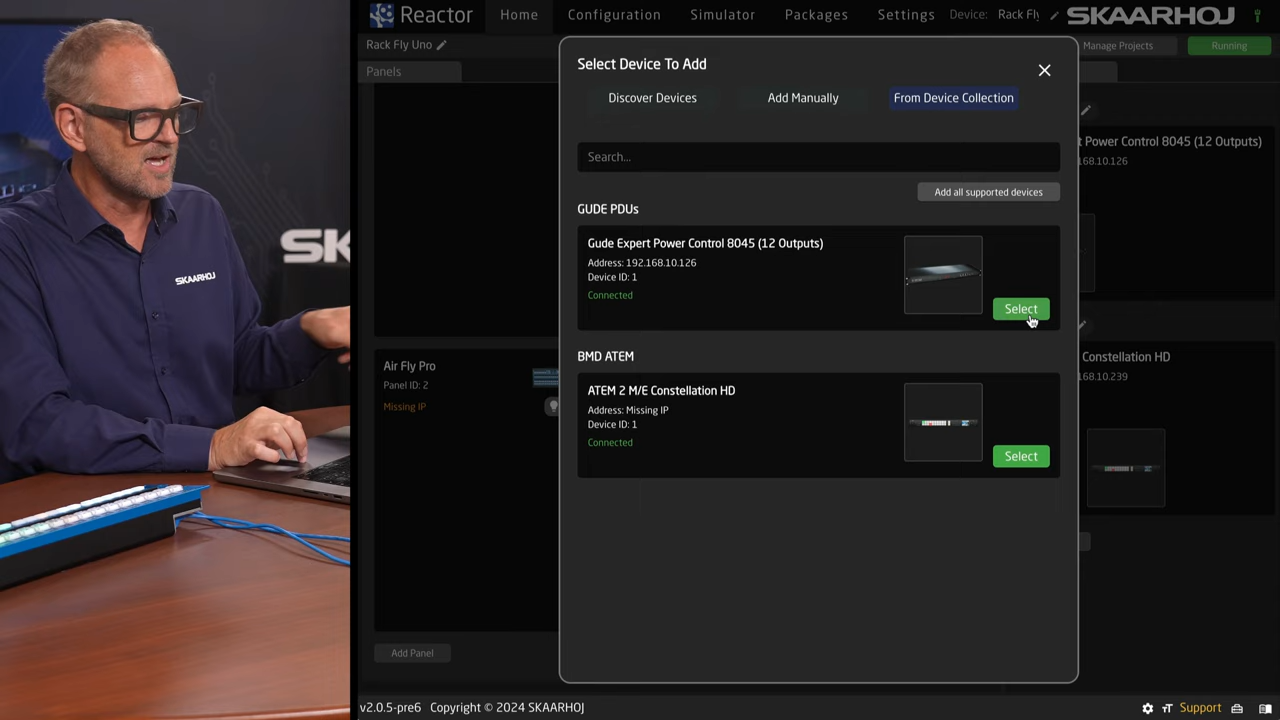 Reactor
Home
Configuration
Simulator
Packages
Settings
Device:
Rack Fly
SKAARHOJ
Rack Fly Uno
Manage Projects
Running
Panels
Select Device To Add
Discover Devices
Add Manually
From Device Collection
Search...
Add all supported devices
GUDE PDUs
Gude Expert Power Control 8045 (12 Outputs)
Address: 192.168.10.126
Device ID: 1
Connected
Select
BMD ATEM
ATEM 2 M/E Constellation HD
Address: Missing IP
Device ID: 1
Connected
Select
t Power Control 8045 (12 Outputs)
168.10.126
Constellation HD
168.10.239
Air Fly Pro
Panel ID: 2
Missing IP
Add Panel
v2.0.5-pre6 Copyright © 2024 SKAARHOJ
Support
SKAARHOJ
SK